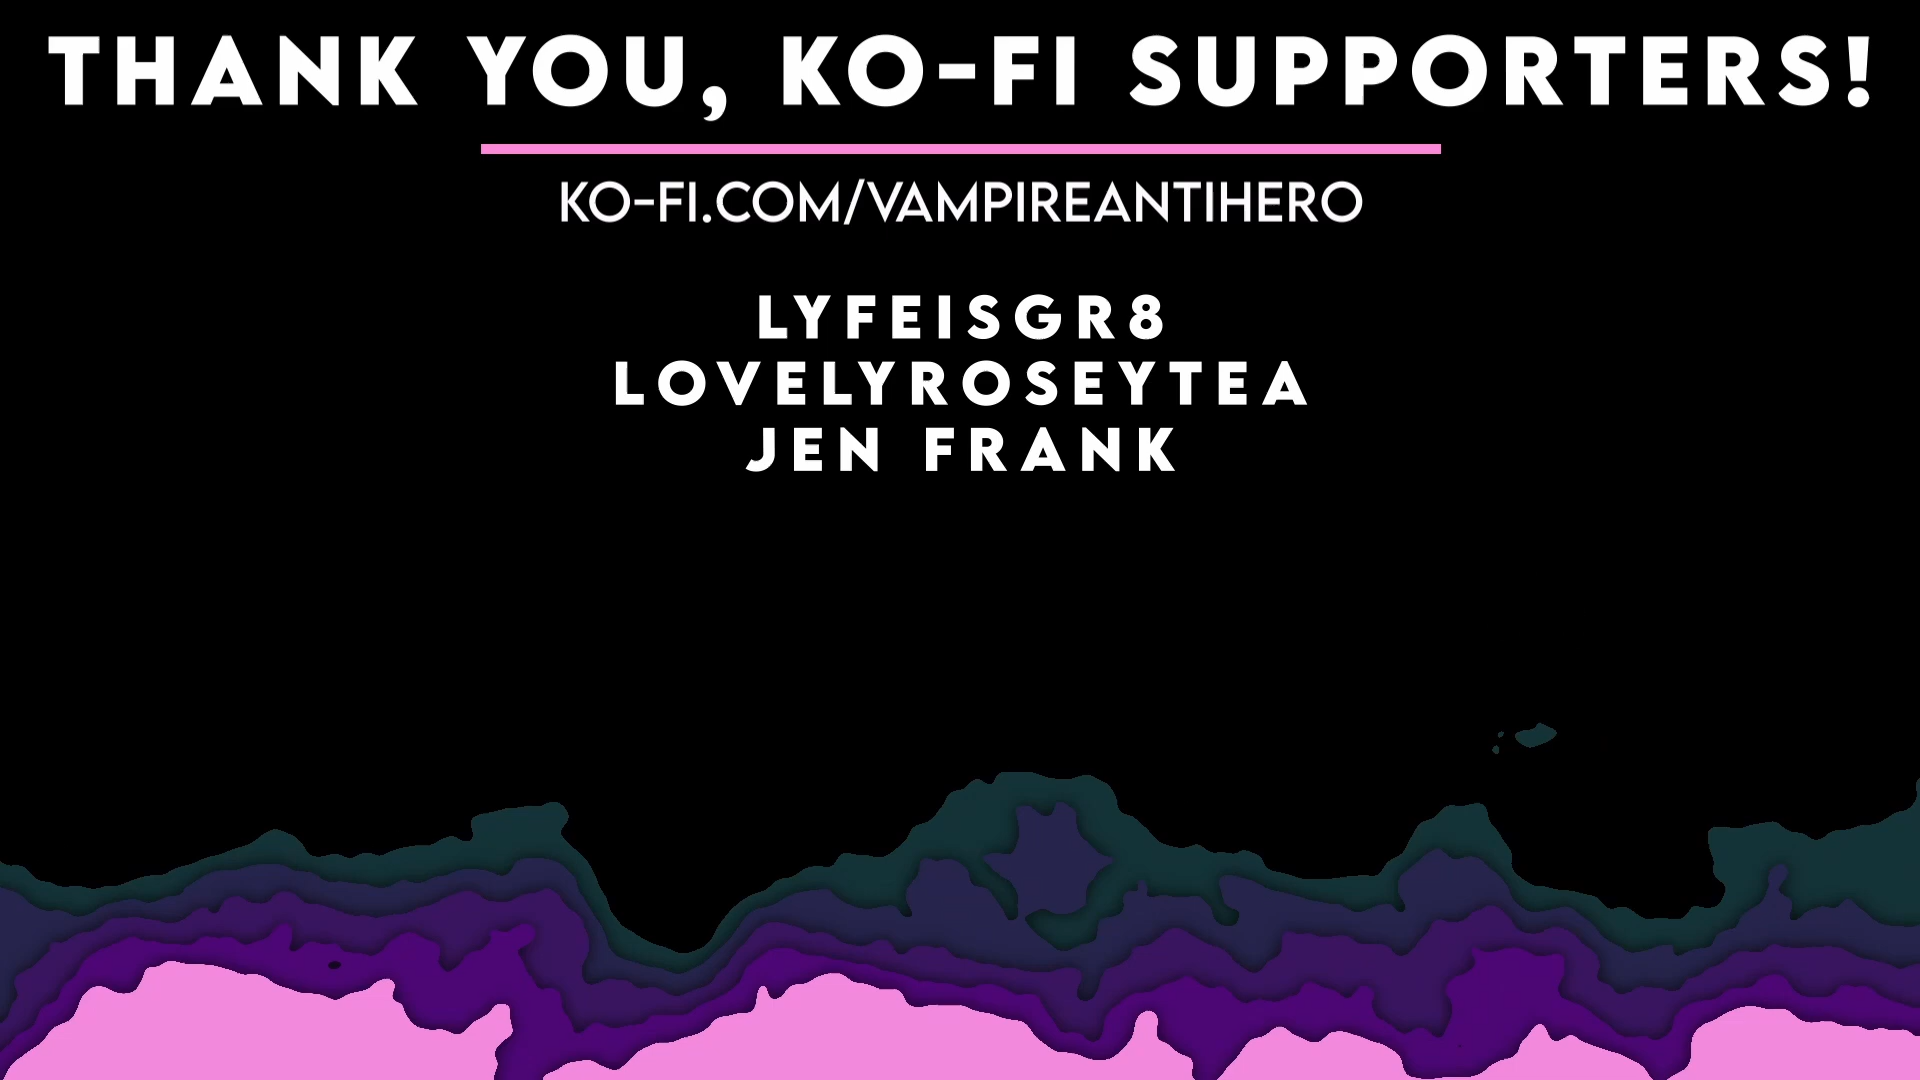 THANK YOU, KO-FI SUPPORTERS!
KO-FI.COM/VAMPIREANTIHERO
LYFEISGR8
LOVELYROSEYTEA
JEN FRANK